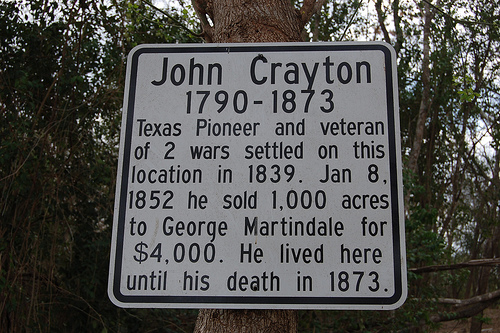 John Crayton
1790-1873
Texas Pioneer and veteran
of 2 wars settled on this
location in 1839. Jan 8,
1852 he sold 1,000 acres
to George Martindale for
$4,000. He lived here
until his death in 1873.